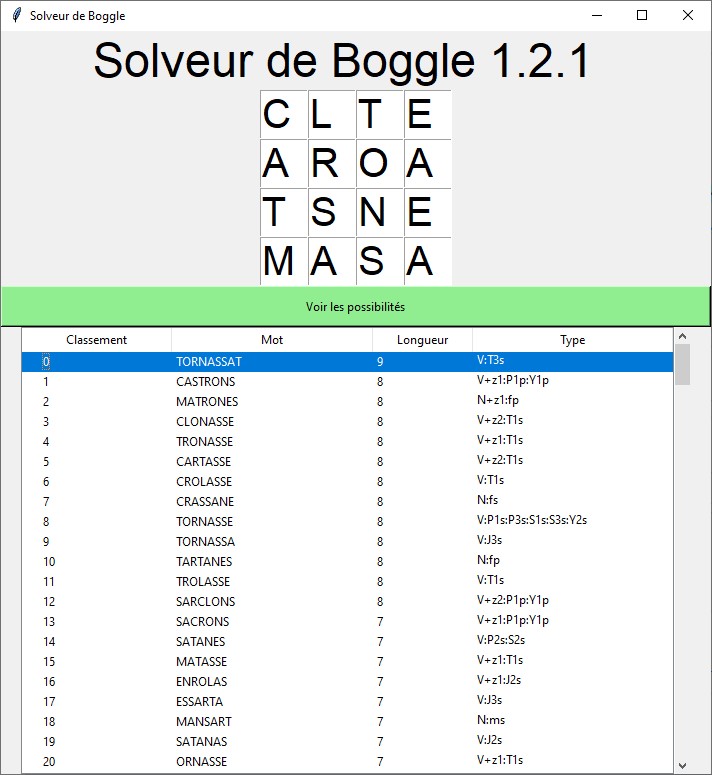 Solveur de Boggle
Solveur de Boggle 1.2.1
C L T E
A R O A
T S N E
M A S A
Voir les possibilités
Classement Mot Longueur Type
0 TORNASSAT 9 V:T3s
1 CASTRONS 8 V+z1:P1p:Y1p
2 MATRONES 8 N+z1:fp
3 CLONASSE 8 V+z2:T1s
4 TRONASSE 8 V+z1:T1s
5 CARTASSE 8 V+z2:T1s
6 CROLASSE 8 V:T1s
7 CRASSANE 8 N:fs
8 TORNASSE 8 V:P1s:P3s:S1s:S3s:Y2s
9 TORNASSA 8 V:J3s
10 TARTANES 8 N:fp
11 TROLASSE 8 V:T1s
12 SARCLONS 8 V+z2:P1p:Y1p
13 SACRONS 7 V+z1:P1p:Y1p
14 SATANES 7 V:P2s:S2s
15 MATASSE 7 V+z1:T1s
16 ENROLAS 7 V+z1:J2s
17 ESSARTA 7 V:J3s
18 MANSART 7 N:ms
19 SATANAS 7 V:J2s
20 ORNASSE 7 V+z1:T1s